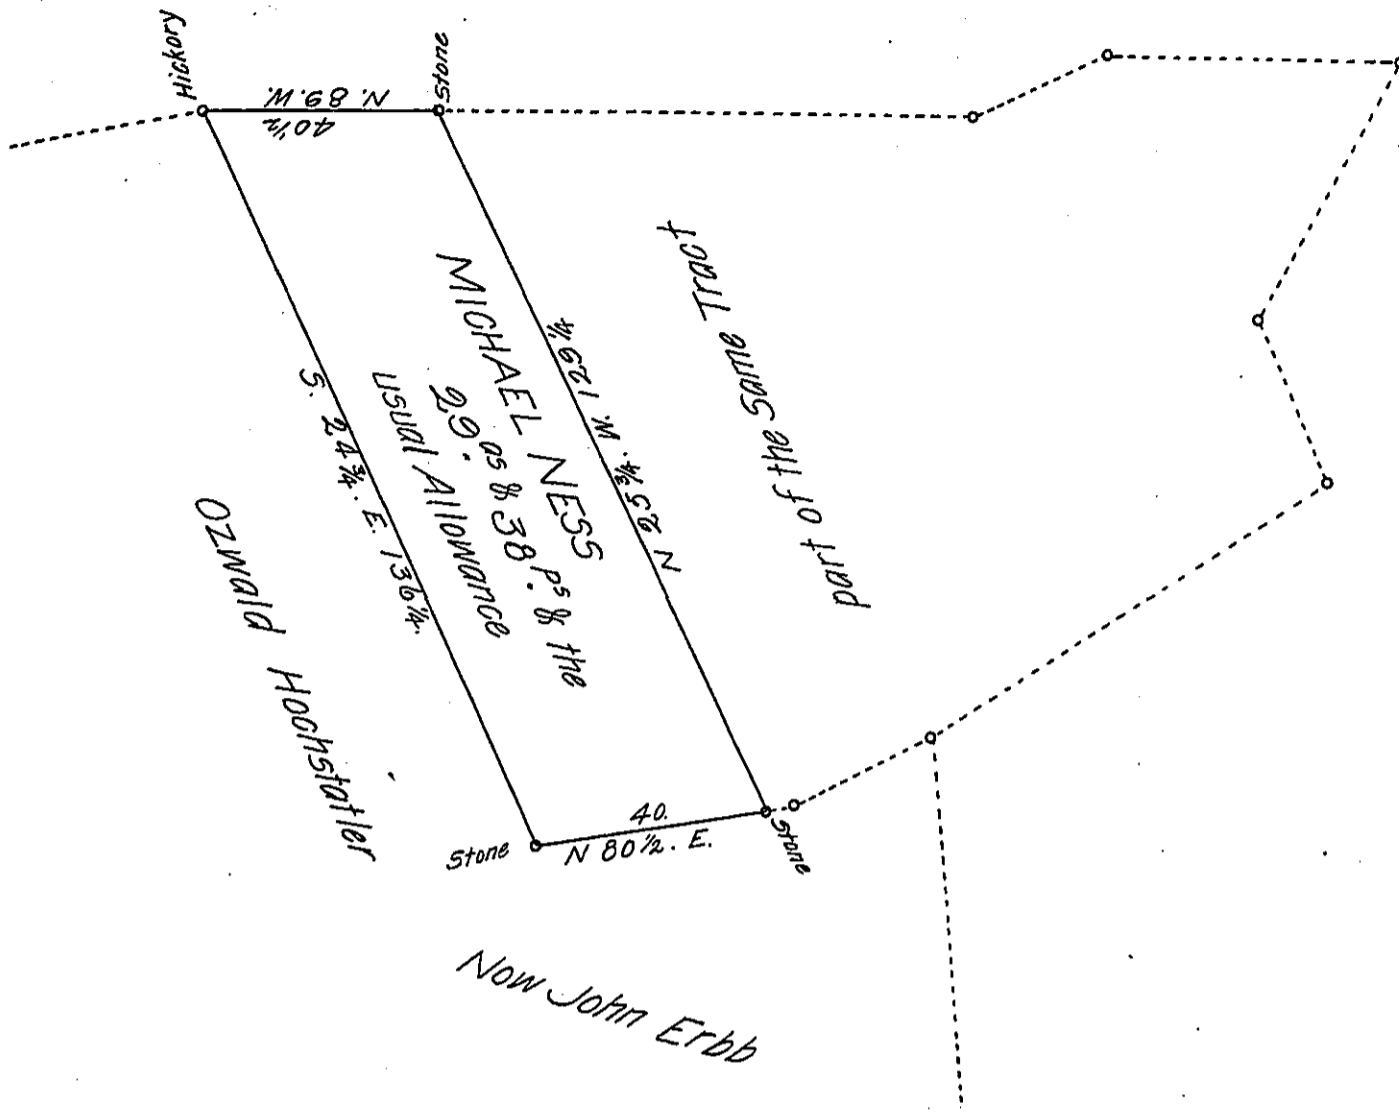 Hickory
Stone
N. 89. W.
40½
part of the Same Tract
N 25¾. W. 129¼
MICHAEL NESS
29. as & 38. ps & the
usual Allowance
S. 24¾. E. 136¼.
OZWald Hochstatler
40.
N 80½. E.
Stone
Stone
Now John Erbb